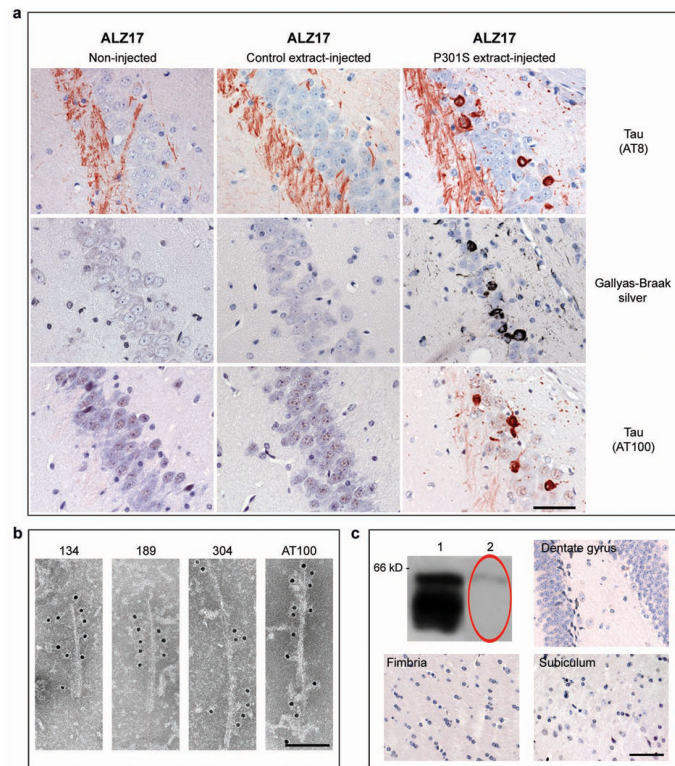 a
ALZ17
Non-injected
ALZ17
Control extract-injected
ALZ17
P301S extract-injected
Tau
(AT8)
Gallyas-Braak
silver
Tau
(AT100)
b
134
189
304
AT100
c
1
2
66 kD
Dentate gyrus
Fimbria
Subiculum